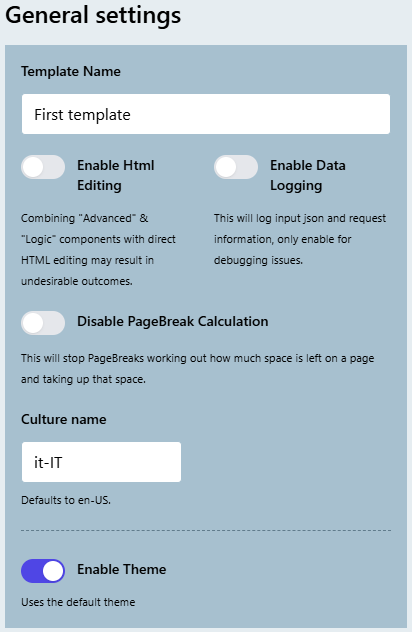 General settings
Template Name
First template
Enable Html
Editing
Enable Data
Logging
Combining "Advanced" &
"Logic" components with direct
HTML editing may result in
undesirable outcomes.
This will log input json and request
information, only enable for
debugging issues.
Disable PageBreak Calculation
This will stop PageBreaks working out how much space is left on a page
and taking up that space.
Culture name
it-IT
Defaults to en-US.
Enable Theme
Uses the default theme